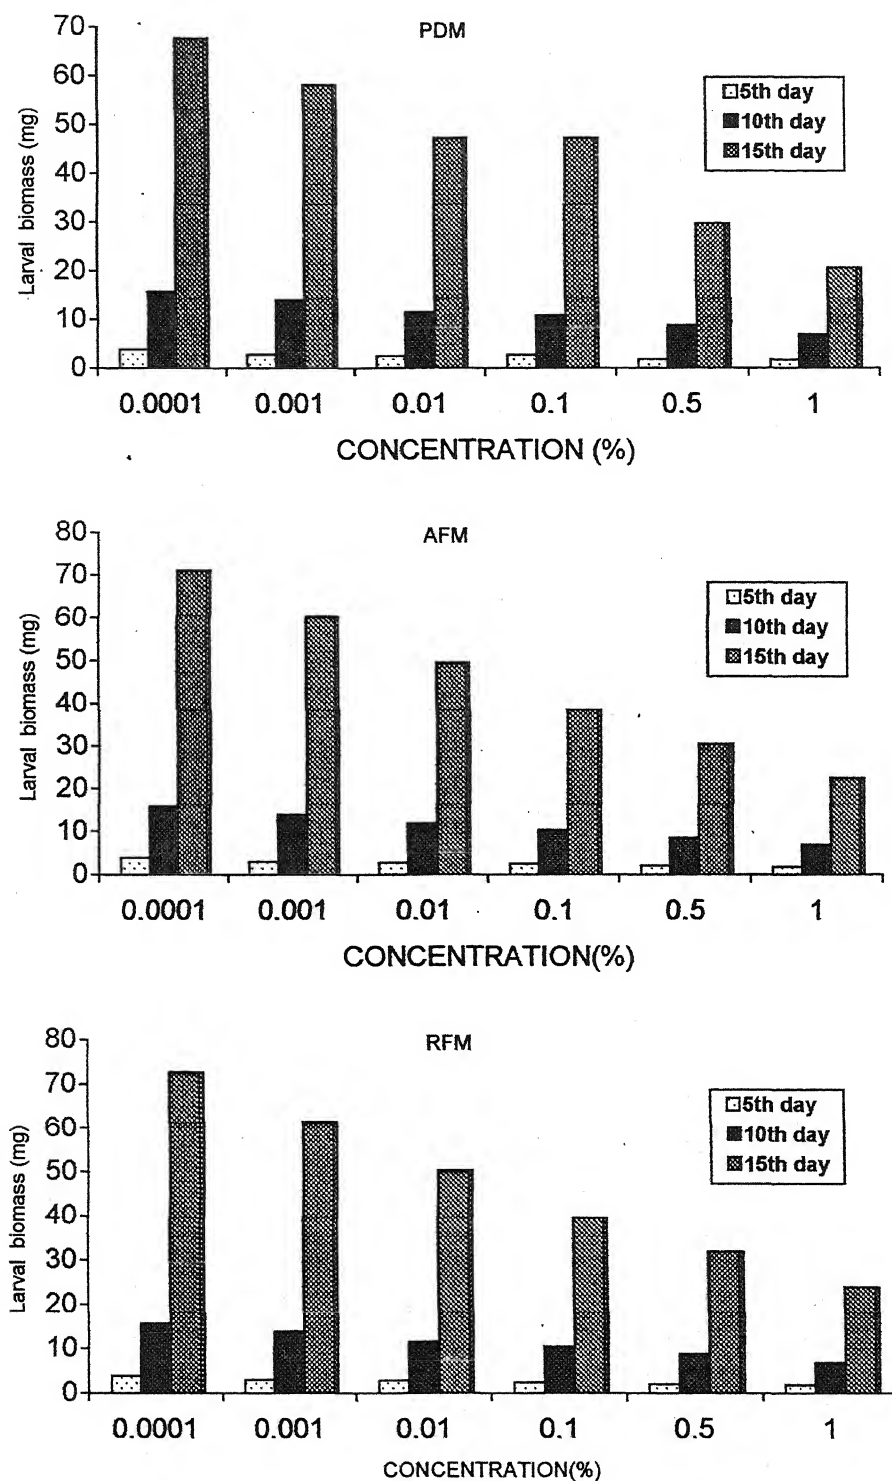 PDM
70
60
50
40
30
20
10
0
Larval biomass (mg)
5th day
10th day
15th day
0.0001 0.001 0.01 0.1 0.5 1
CONCENTRATION (%)
AFM
80
70
60
50
40
30
20
10
0
Larval biomass (mg)
5th day
10th day
15th day
0.0001 0.001 0.01 0.1 0.5 1
CONCENTRATION(%)
RFM
80
70
60
50
40
30
20
10
0
Larval biomass (mg)
5th day
10th day
15th day
0.0001 0.001 0.01 0.1 0.5 1
CONCENTRATION(%)